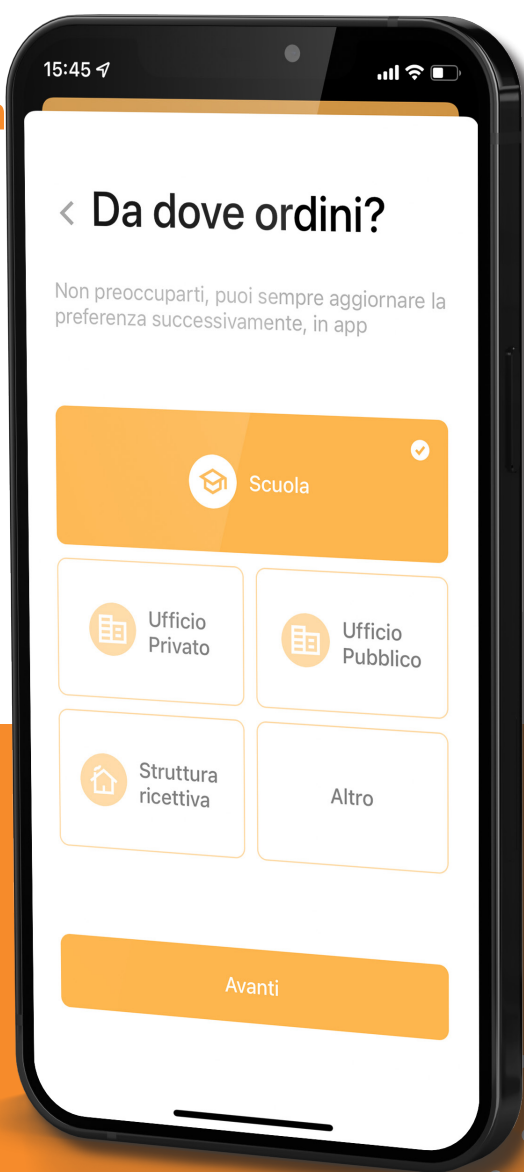 15:45
Da dove ordini?
Non preoccuparti, puoi sempre aggiornare la
preferenza successivamente, in app
Scuola
Ufficio
Privato
Ufficio
Pubblico
Struttura
ricettiva
Altro
Avanti